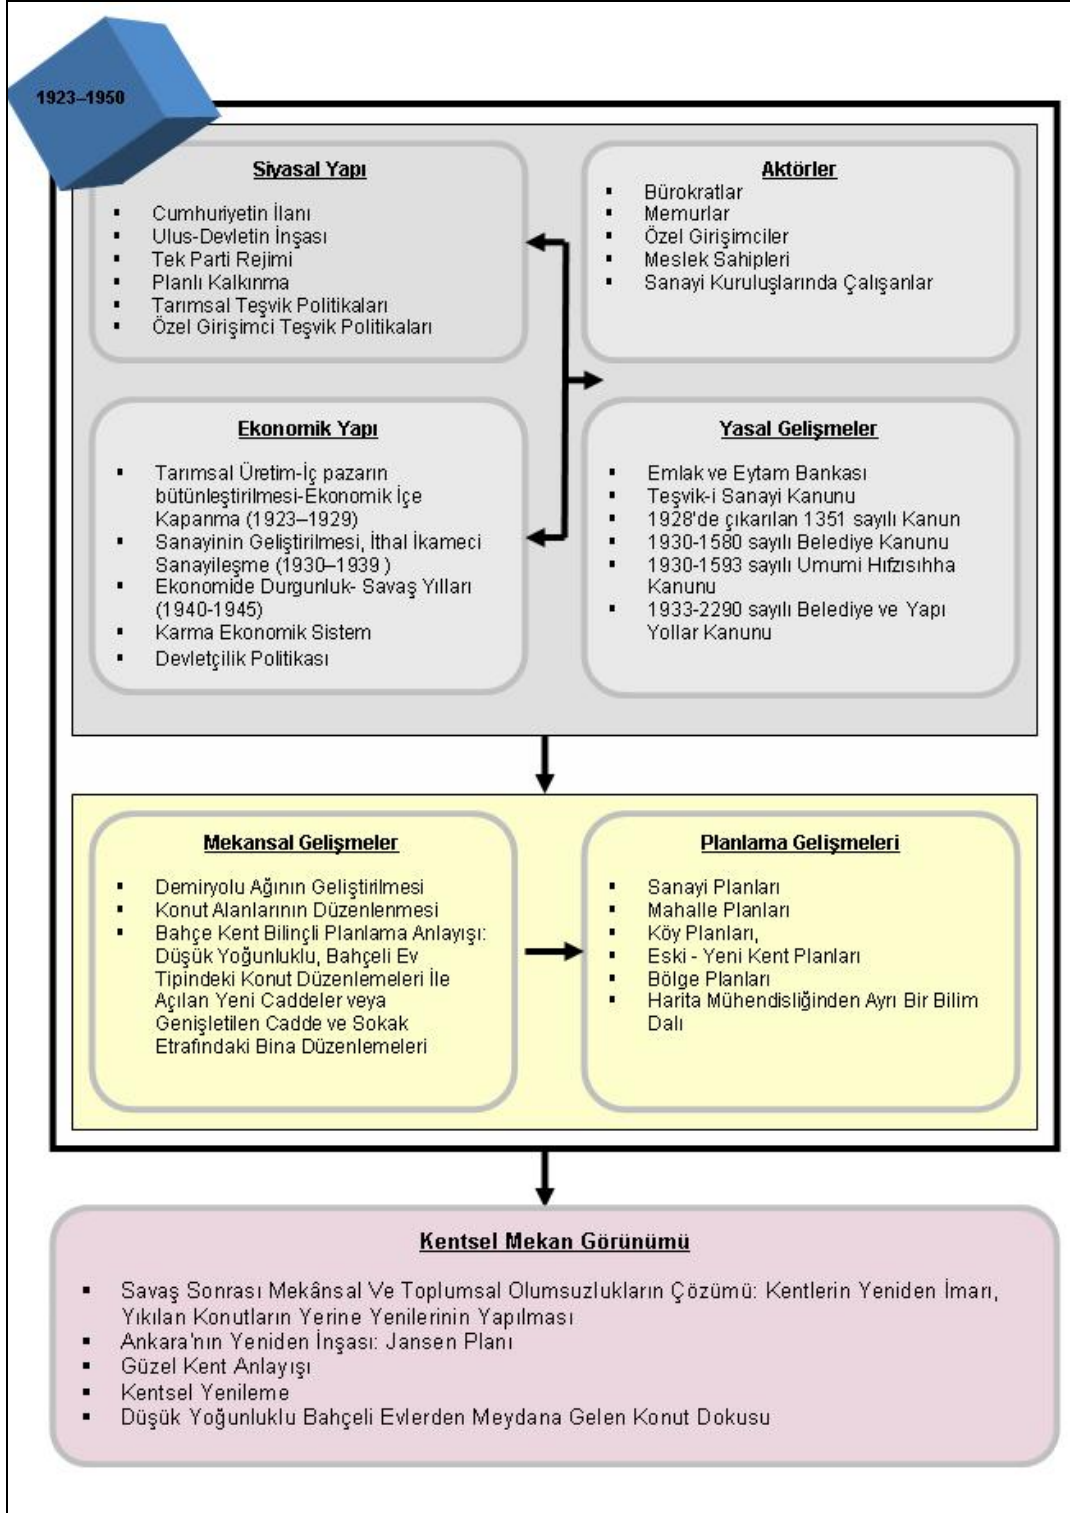 1923–1950
Siyasal Yapı
▪ Cumhuriyetin İlanı
▪ Ulus-Devletin İnşası
▪ Tek Parti Rejimi
▪ Planlı Kalkınma
▪ Tarımsal Teşvik Politikaları
▪ Özel Girişimci Teşvik Politikaları
Aktörler
▪ Bürokratlar
▪ Memurlar
▪ Özel Girişimciler
▪ Meslek Sahipleri
▪ Sanayi Kuruluşlarında Çalışanlar
Ekonomik Yapı
▪ Tarımsal Üretim-İç pazarın
bütünleştirilmesi-Ekonomik İçe
Kapanma (1923–1929)
▪ Sanayinin Geliştirilmesi, İthal İkameci
Sanayileşme (1930–1939 )
▪ Ekonomide Durgunluk- Savaş Yılları
(1940-1945)
▪ Karma Ekonomik Sistem
▪ Devletçilik Politikası
Yasal Gelişmeler
▪ Emlak ve Eytam Bankası
▪ Teşvik-i Sanayi Kanunu
▪ 1928'de çıkarılan 1351 sayılı Kanun
▪ 1930-1580 sayılı Belediye Kanunu
▪ 1930-1593 sayılı Umumi Hıfzısıhha
Kanunu
▪ 1933-2290 sayılı Belediye ve Yapı
Yollar Kanunu
Mekansal Gelişmeler
▪ Demiryolu Ağının Geliştirilmesi
▪ Konut Alanlarının Düzenlenmesi
▪ Bahçe Kent Bilinçli Planlama Anlayışı:
Düşük Yoğunluklu, Bahçeli Ev
Tipindeki Konut Düzenlemeleri İle
Açılan Yeni Caddeler veya
Genişletilen Cadde ve Sokak
Etrafındaki Bina Düzenlemeleri
Planlama Gelişmeleri
▪ Sanayi Planları
▪ Mahalle Planları
▪ Köy Planları,
▪ Eski - Yeni Kent Planları
▪ Bölge Planları
▪ Harita Mühendisliğinden Ayrı Bir Bilim
Dalı
Kentsel Mekan Görünümü
▪ Savaş Sonrası Mekânsal Ve Toplumsal Olumsuzlukların Çözümü: Kentlerin Yeniden İmarı,
Yıkılan Konutların Yerine Yenilerinin Yapılması
▪ Ankara'nın Yeniden İnşası: Jansen Planı
▪ Güzel Kent Anlayışı
▪ Kentsel Yenileme
▪ Düşük Yoğunluklu Bahçeli Evlerden Meydana Gelen Konut Dokusu